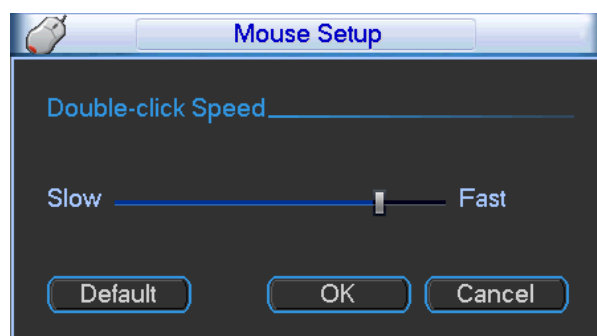 Mouse Setup
Double-click Speed
Slow Fast
Default OK Cancel